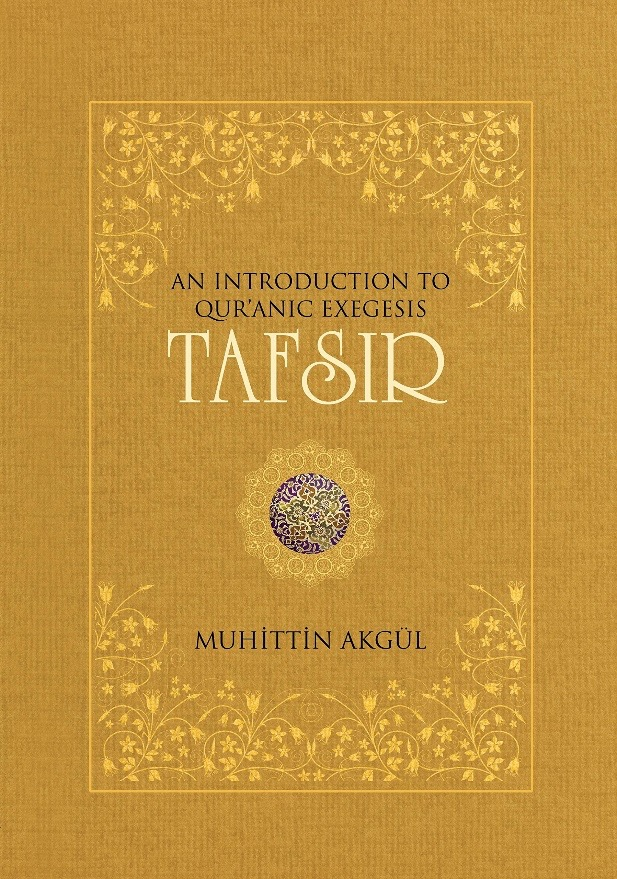 AN INTRODUCTION TO
QUR'ANIC EXEGESIS
TAFSIR
MUHİTTİN AKGÜL